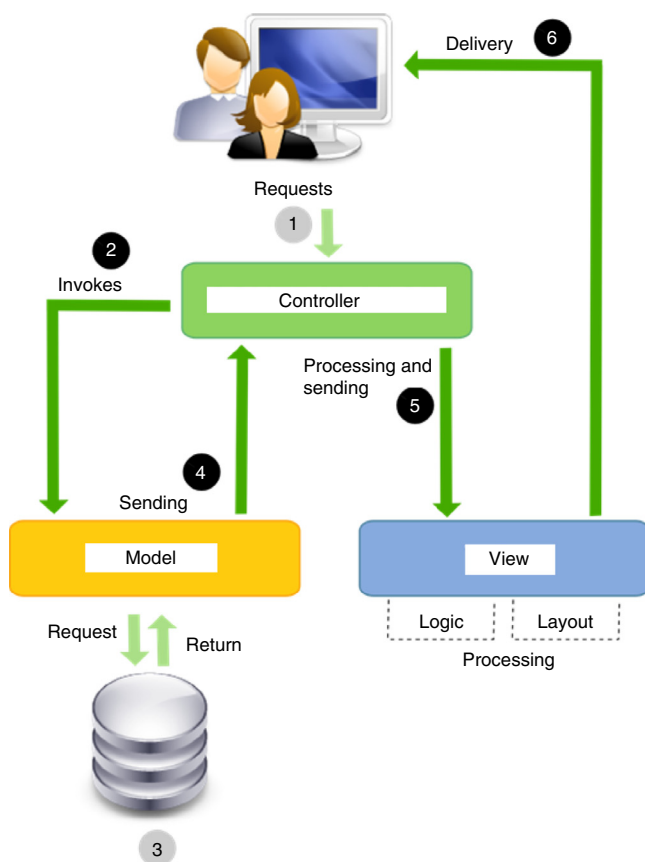 Delivery
6
Requests
1
2
Invokes
Controller
Processing and
sending
5
4
Sending
Model
View
Request
Return
Logic
Layout
Processing
3